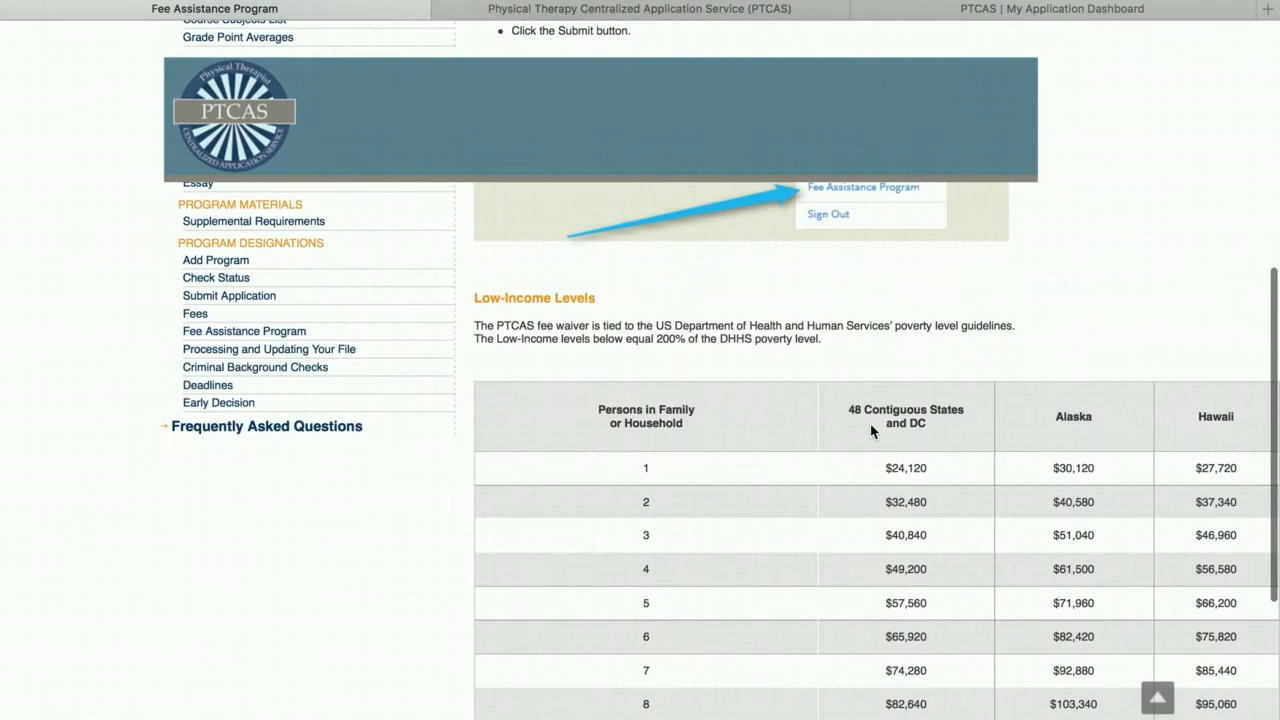 Fee Assistance Program
Physical Therapy Centralized Application Service (PTCAS)
PTCAS | My Application Dashboard
Course Subjects List
Grade Point Averages
• Click the Submit button.
Physical Therapist
PTCAS
CENTRALIZED APPLICATION SERVICE
Essay
PROGRAM MATERIALS
Supplemental Requirements
PROGRAM DESIGNATIONS
Add Program
Check Status
Submit Application
Fees
Fee Assistance Program
Processing and Updating Your File
Criminal Background Checks
Deadlines
Early Decision
Frequently Asked Questions
Fee Assistance Program
Sign Out
Low-Income Levels
The PTCAS fee waiver is tied to the US Department of Health and Human Services' poverty level guidelines.
The Low-Income levels below equal 200% of the DHHS poverty level.
Persons in Family
or Household
48 Contiguous States
and DC
Alaska
Hawaii
1 $24,120 $30,120 $27,720
2 $32,480 $40,580 $37,340
3 $40,840 $51,040 $46,960
4 $49,200 $61,500 $56,580
5 $57,560 $71,960 $66,200
6 $65,920 $82,420 $75,820
7 $74,280 $92,880 $85,440
8 $82,640 $103,340 $95,060